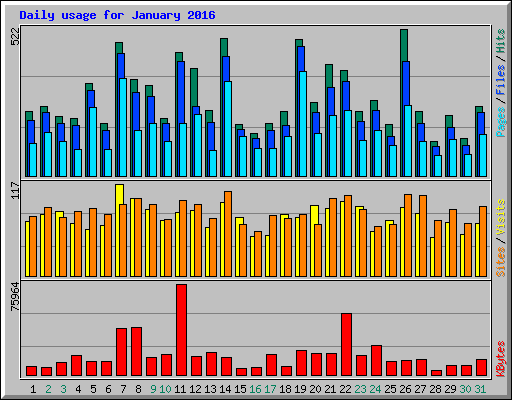 Daily usage for January 2016
522
Pages / Files / Hits
117
Sites / Visits
75964
KBytes
1 2 3 4 5 6 7 8 9 10 11 12 13 14 15 16 17 18 19 20 21 22 23 24 25 26 27 28 29 30 31